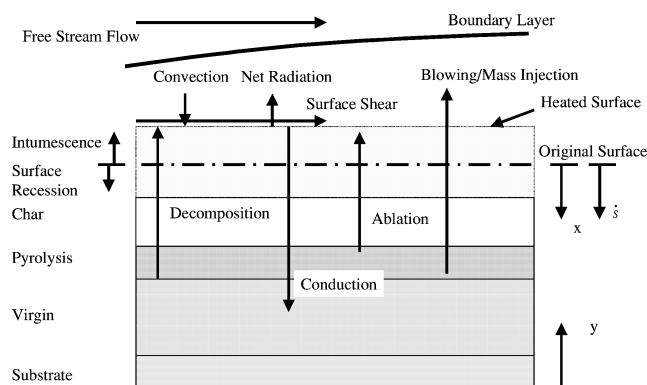 Boundary Layer
Free Stream Flow
Convection
Net Radiation
Blowing/Mass Injection
Surface Shear
Heated Surface
Intumescence
Original Surface
Surface
Recession
Char
Decomposition
Ablation
x
ṡ
Pyrolysis
Conduction
Virgin
y
Substrate